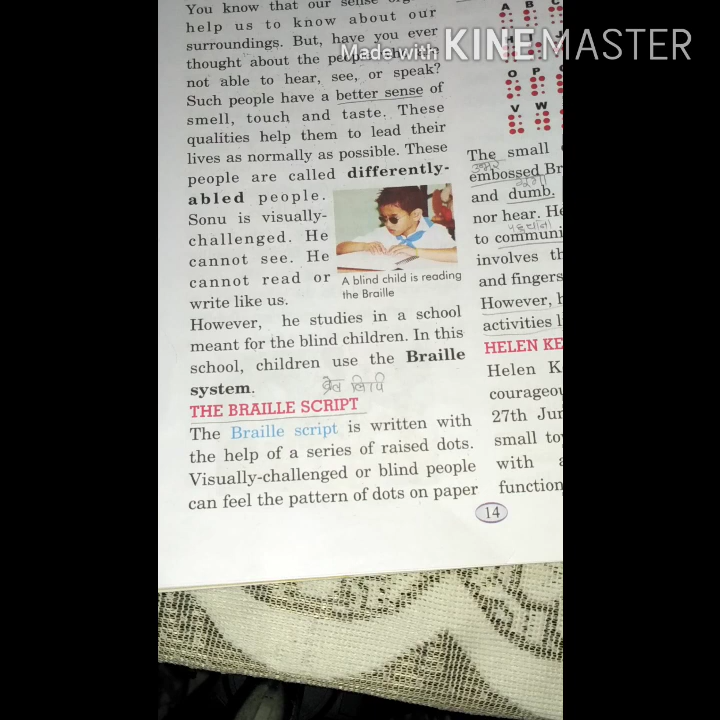 You know that our sense
help us to know about our
surroundings. But, have you ever
thought about the
not able to hear, see, or speak?
Such people have a better sense of
smell, touch and taste. These
qualities help them to lead their
lives as normally as possible. These
people are called differently-
abled people.
Sonu is visually-
challenged. He
cannot see. He
cannot read or
write like us.
A blind child is reading
the Braille
However, he studies in a school
meant for the blind children. In this
school, children use the Braille
system.
ब्रेल लिपि
THE BRAILLE SCRIPT
The Braille script is written with
the help of a series of raised dots.
Visually-challenged or blind people
can feel the pattern of dots on paper
A B C
O P
V W
The small
embossed Br
and dumb.
nor hear. He
to communi
involves th
and fingers
However, h
activities l
HELEN KE
Helen K
courageou
27th Jun
small to
with a
function
14
Made with KINEMASTER